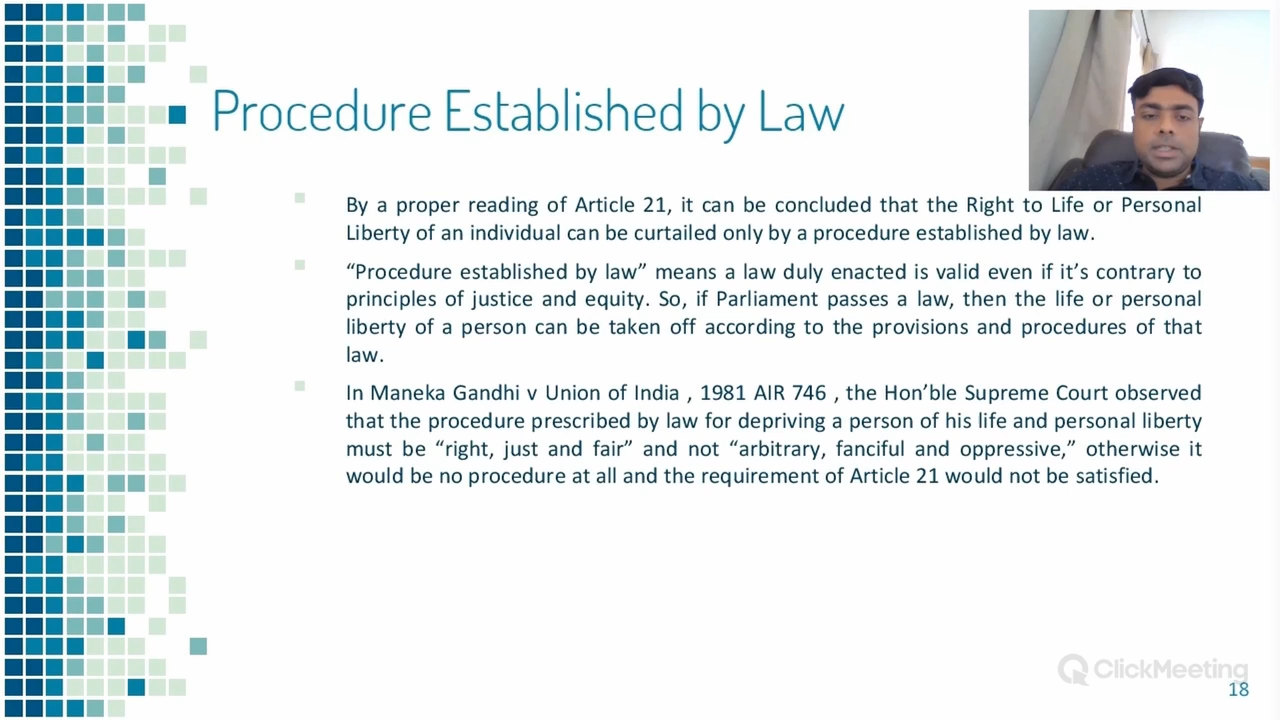 Procedure Established by Law
By a proper reading of Article 21, it can be concluded that the Right to Life or Personal
Liberty of an individual can be curtailed only by a procedure established by law.
“Procedure established by law” means a law duly enacted is valid even if it’s contrary to
principles of justice and equity. So, if Parliament passes a law, then the life or personal
liberty of a person can be taken off according to the provisions and procedures of that
law.
In Maneka Gandhi v Union of India , 1981 AIR 746 , the Hon’ble Supreme Court observed
that the procedure prescribed by law for depriving a person of his life and personal liberty
must be “right, just and fair” and not “arbitrary, fanciful and oppressive,” otherwise it
would be no procedure at all and the requirement of Article 21 would not be satisfied.
ClickMeeting
18